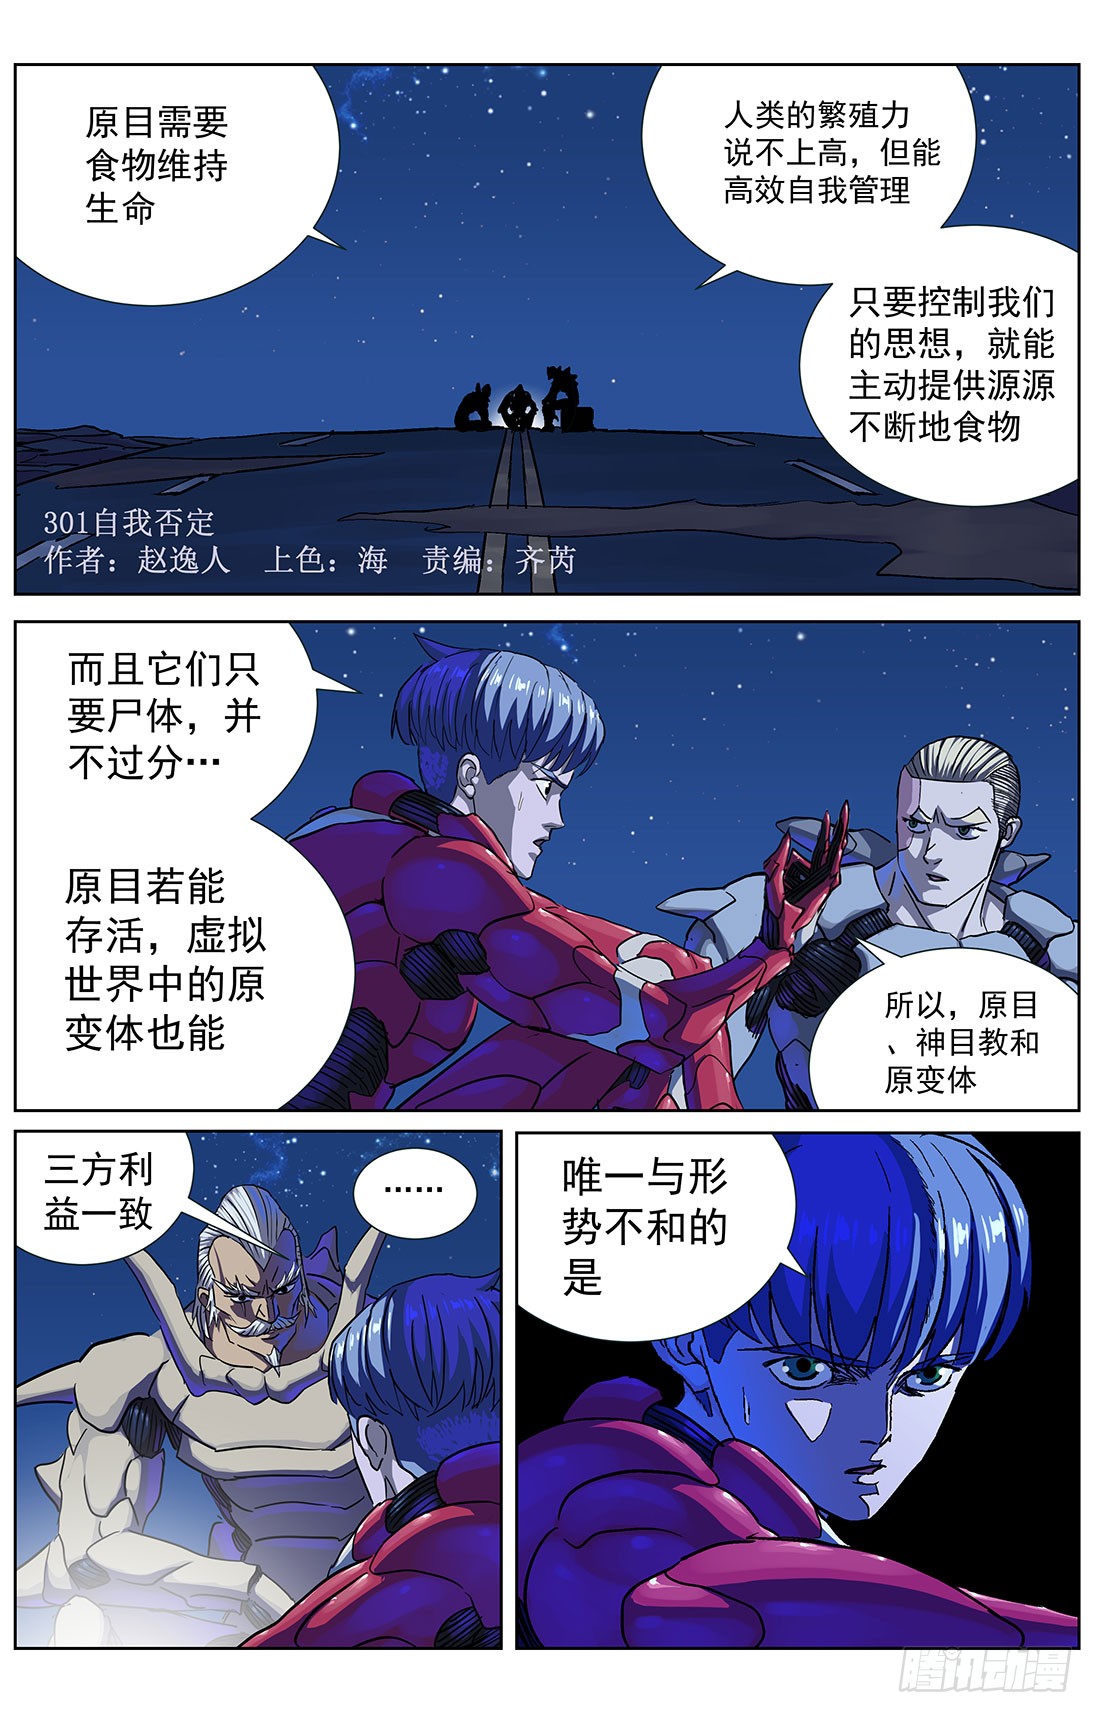 原目需要
食物维持
生命
人类的繁殖力
说不上高，但能
高效自我管理
只要控制我们
的思想，就能
主动提供源源
不断地食物
301自我否定
作者：赵逸人　上色：海　责编：齐芮
而且它们只
要尸体，并
不过分…
原目若能
存活，虚拟
世界中的原
变体也能
所以，原目
、神目教和
原变体
三方利
益一致
……
唯一与形
势不和的
是
腾讯动漫